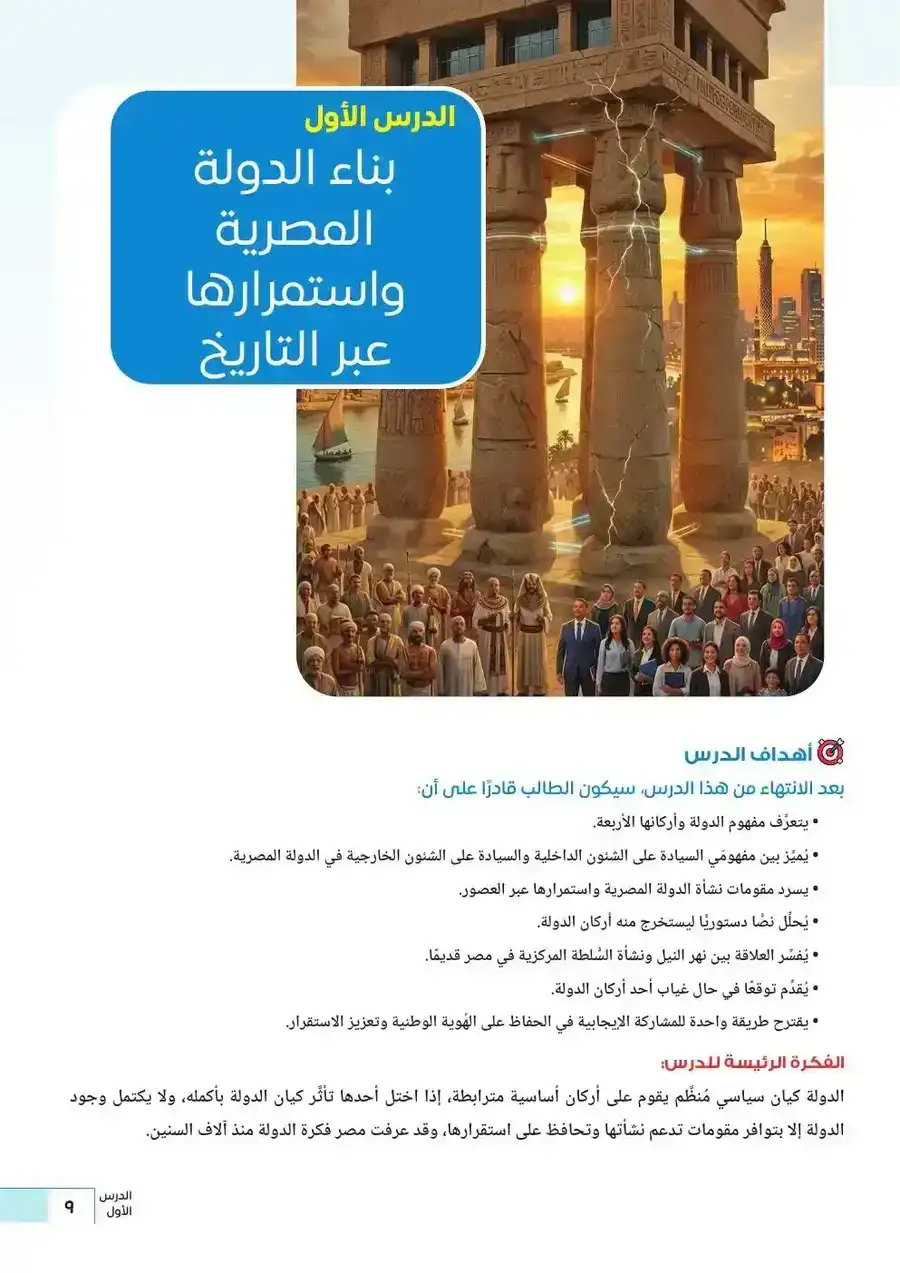 الدرس الأول
بناء الدولة
المصرية
واستمرارها
عبر التاريخ
أهداف الدرس
بعد الانتهاء من هذا الدرس، سيكون الطالب قادرًا على أن:
• يتعرَّف مفهوم الدولة وأركانها الأربعة.
• يُميِّز بين مفهومَي السيادة على الشئون الداخلية والسيادة على الشئون الخارجية في الدولة المصرية.
• يسرد مقومات نشأة الدولة المصرية واستمرارها عبر العصور.
• يُحلِّل نصًّا دستوريًّا ليستخرج منه أركان الدولة.
• يُفسِّر العلاقة بين نهر النيل ونشأة السُّلطة المركزية في مصر قديمًا.
• يُقدِّم توقعًا في حال غياب أحد أركان الدولة.
• يقترح طريقة واحدة للمشاركة الإيجابية في الحفاظ على الهُوية الوطنية وتعزيز الاستقرار.
الفكرة الرئيسة للدرس:
الدولة كيان سياسي مُنظَّم يقوم على أركان أساسية مترابطة، إذا اختل أحدها تأثَّر كيان الدولة بأكمله، ولا يكتمل وجود
الدولة إلا بتوافر مقومات تدعم نشأتها وتحافظ على استقرارها، وقد عرفت مصر فكرة الدولة منذ آلاف السنين.
الدرس
الأول
٩